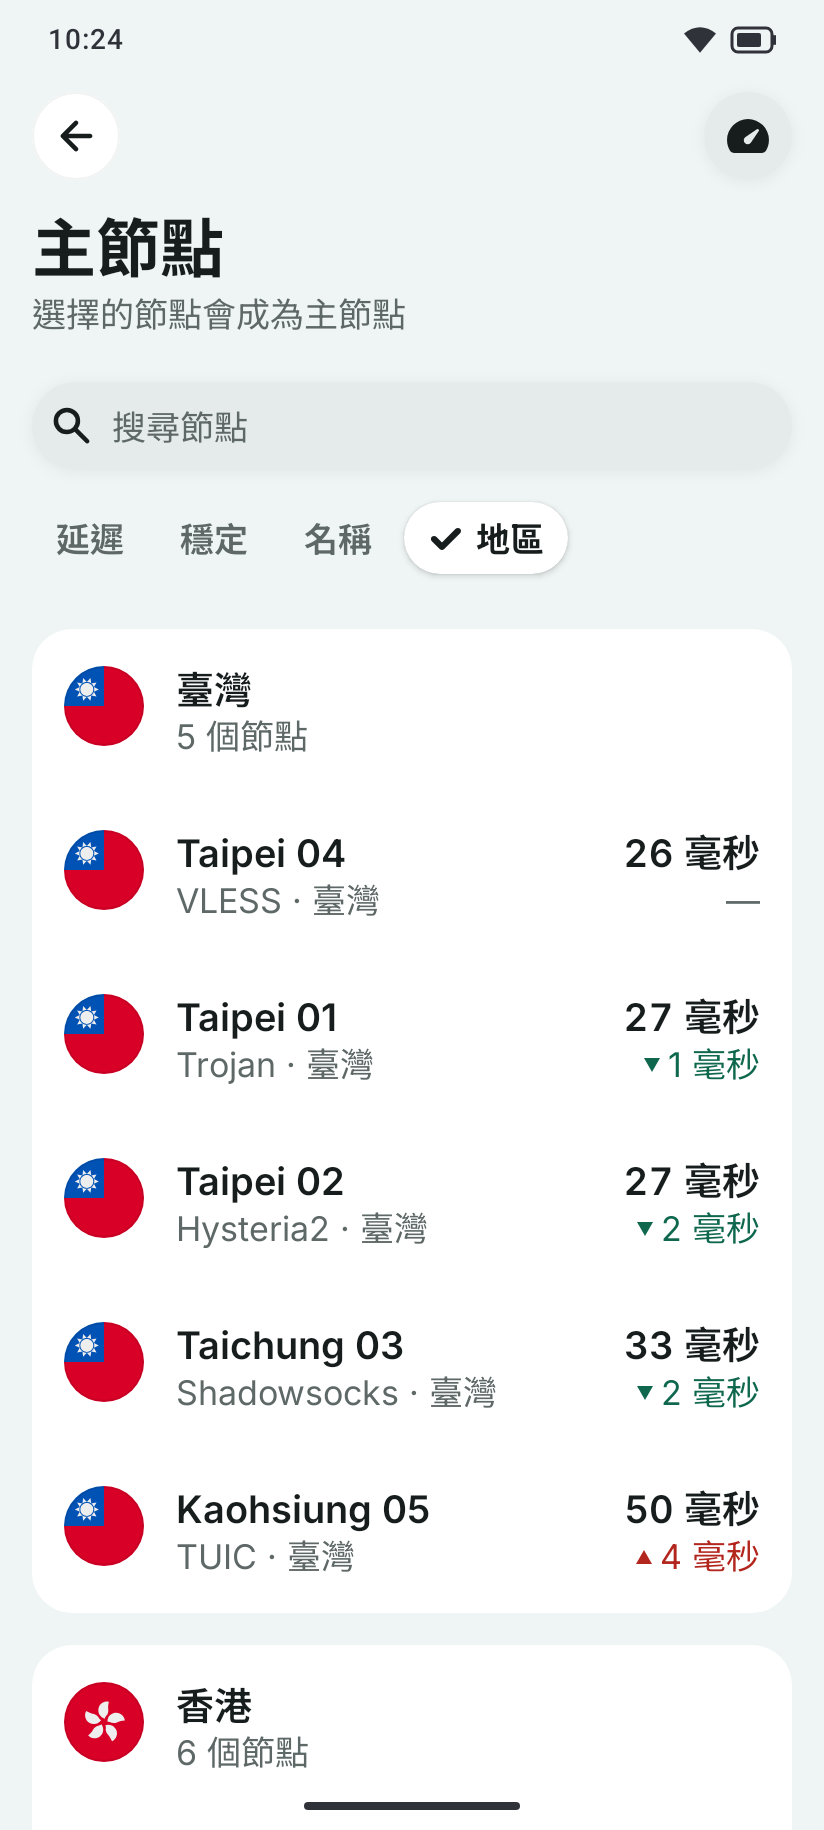 10:24
主節點
選擇的節點會成為主節點
搜尋節點
延遲 穩定 名稱 地區
臺灣
5 個節點
Taipei 04 26 毫秒
VLESS · 臺灣 —
Taipei 01 27 毫秒
Trojan · 臺灣 ▼1 毫秒
Taipei 02 27 毫秒
Hysteria2 · 臺灣 ▼2 毫秒
Taichung 03 33 毫秒
Shadowsocks · 臺灣 ▼2 毫秒
Kaohsiung 05 50 毫秒
TUIC · 臺灣 ▲4 毫秒
香港
6 個節點